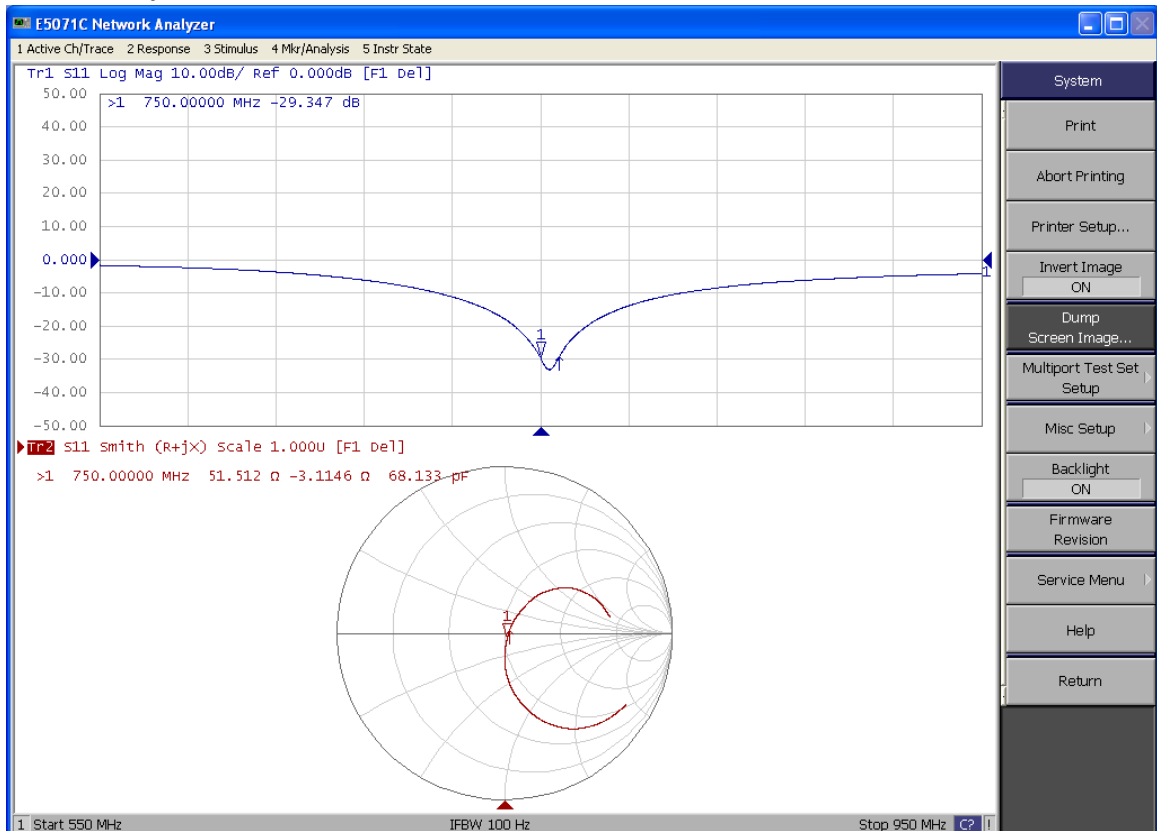 E5071C Network Analyzer
1 Active Ch/Trace 2 Response 3 Stimulus 4 Mkr/Analysis 5 Instr State
Tr1 S11 Log Mag 10.00dB/ Ref 0.000dB [F1 Del]
50.00
>1 750.00000 MHz -29.347 dB
40.00
30.00
20.00
10.00
0.000
1
-10.00
-20.00
1
-30.00
-40.00
-50.00
Tr2 S11 Smith (R+jX) Scale 1.000U [F1 Del]
>1 750.00000 MHz 51.512 Ω -3.1146 Ω 68.133 pF
1
1 Start 550 MHz
IFBW 100 Hz
Stop 950 MHz C? !
System
Print
Abort Printing
Printer Setup...
Invert Image
ON
Dump
Screen Image...
Multiport Test Set
Setup
Misc Setup
Backlight
ON
Firmware
Revision
Service Menu
Help
Return